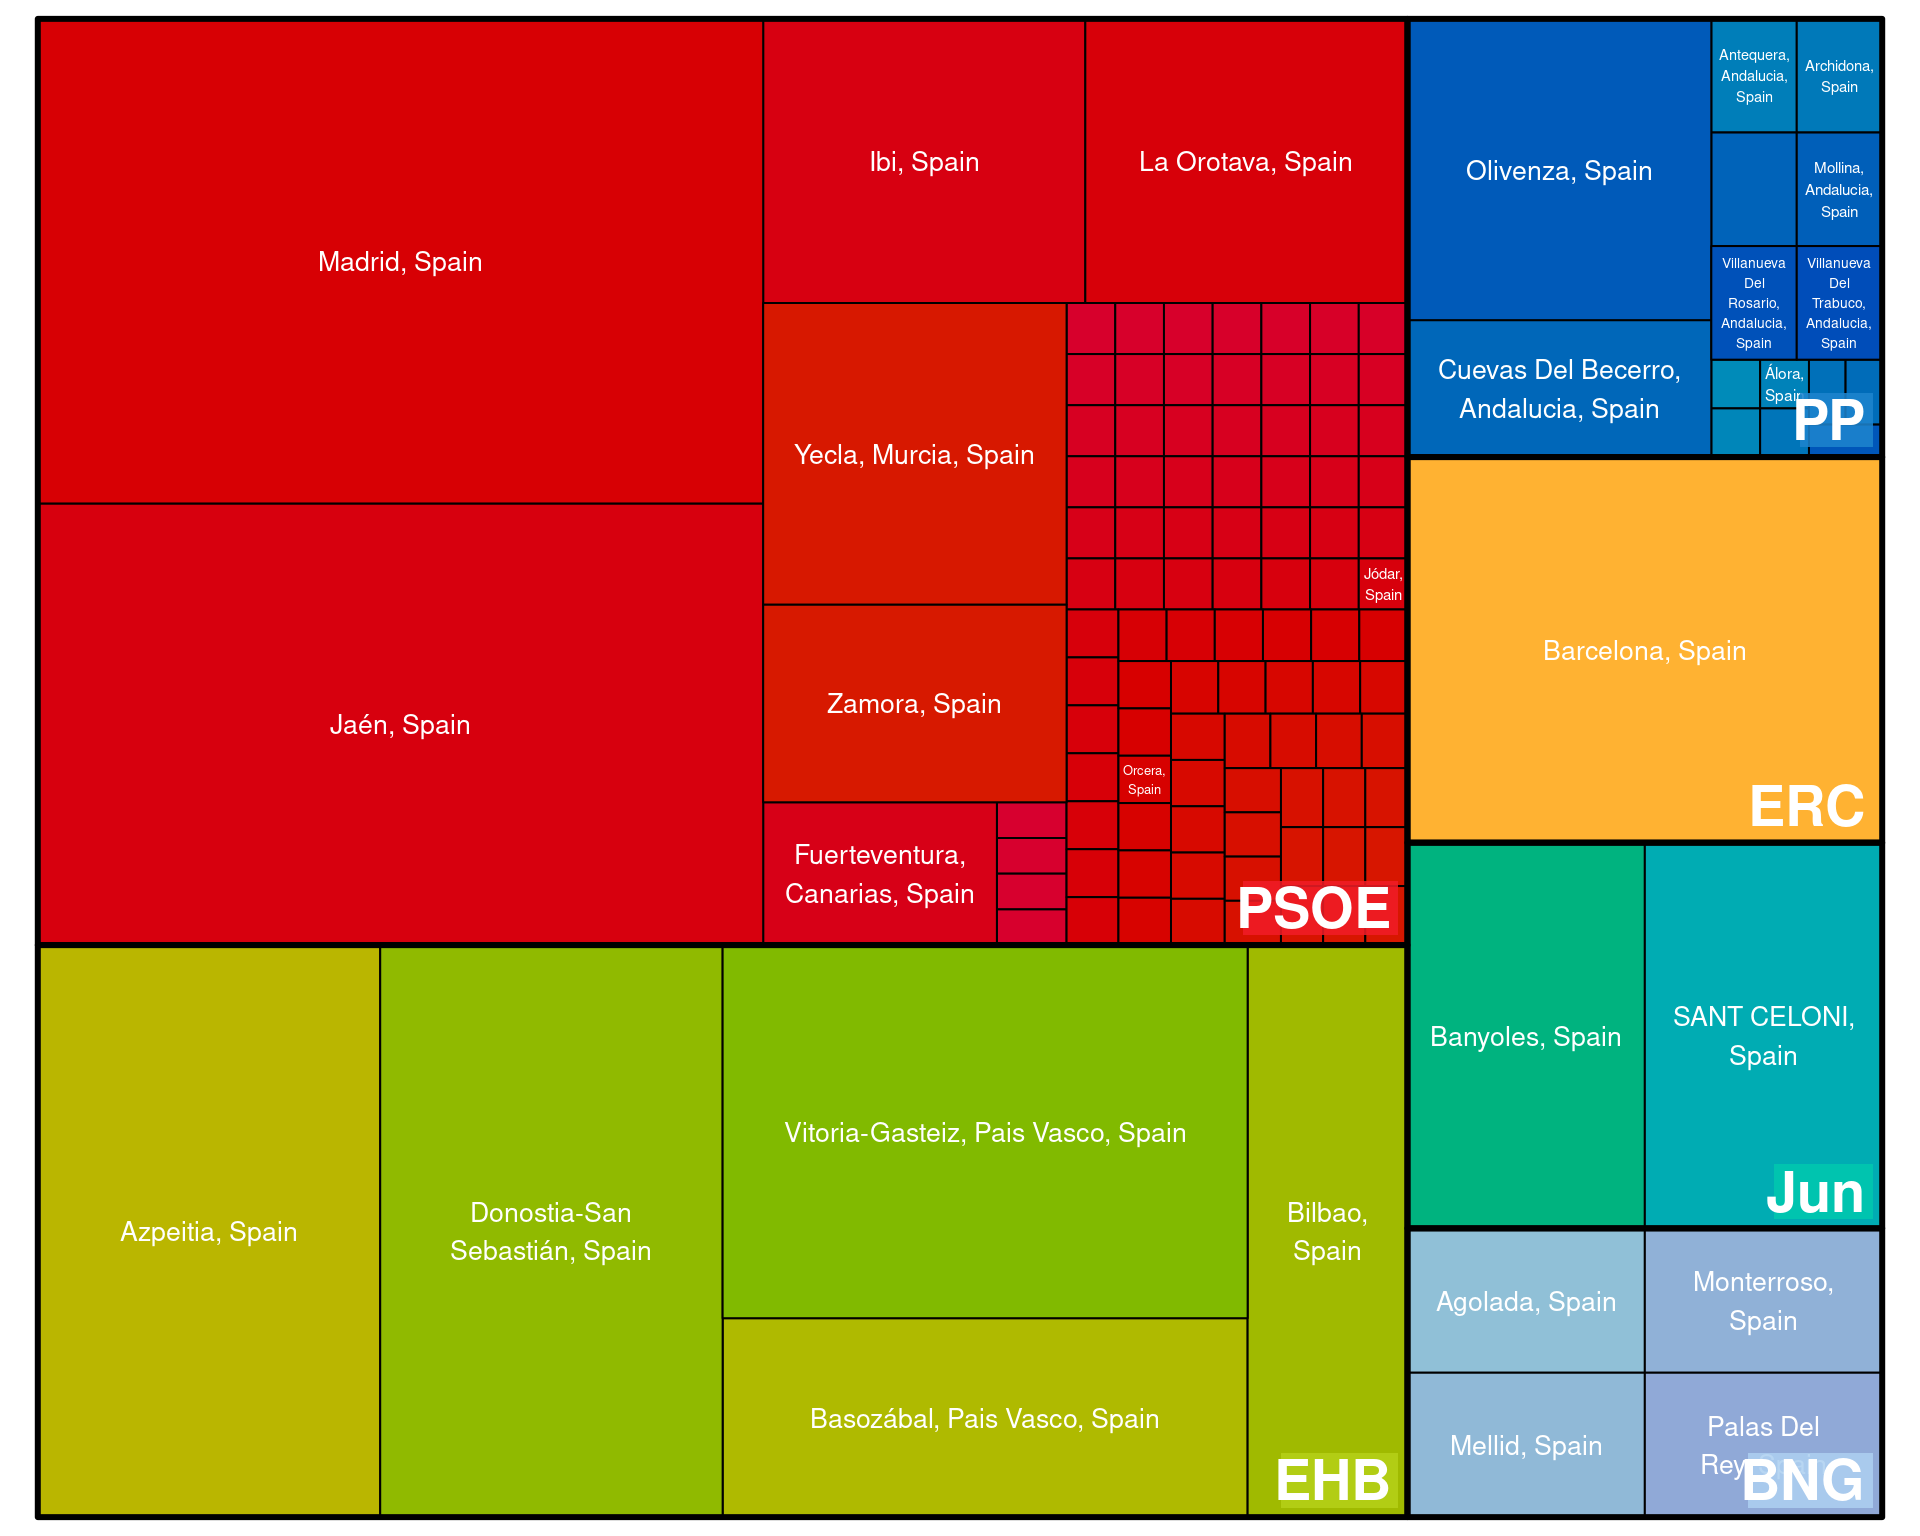 Madrid, Spain
Jaén, Spain
Ibi, Spain
La Orotava, Spain
Yecla, Murcia, Spain
Zamora, Spain
Fuerteventura,
Canarias, Spain
Jódar,
Spain
Orcera,
Spain
PSOE
Olivenza, Spain
Cuevas Del Becerro,
Andalucia, Spain
Antequera,
Andalucia,
Spain
Archidona,
Spain
Mollina,
Andalucia,
Spain
Villanueva
Del
Rosario,
Andalucia,
Spain
Villanueva
Del
Trabuco,
Andalucia,
Spain
Álora,
Spain
PP
Barcelona, Spain
ERC
Banyoles, Spain
SANT CELONI,
Spain
Jun
Azpeitia, Spain
Donostia-San
Sebastián, Spain
Vitoria-Gasteiz, Pais Vasco, Spain
Basozábal, Pais Vasco, Spain
Bilbao,
Spain
EHB
Agolada, Spain
Monterroso,
Spain
Mellid, Spain
Palas Del
Rey, Spain
BNG